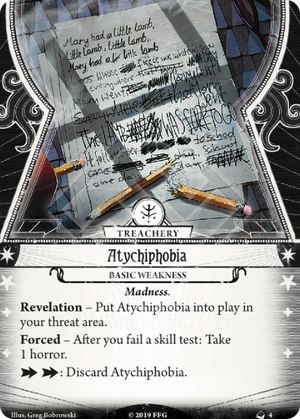 Mary had a little lamb,
Little lamb, little lamb,
Mary had a little lamb
TREACHERY
Atychiphobia
BASIC WEAKNESS
Madness.
Revelation – Put Atychiphobia into play in
your threat area.
Forced – After you fail a skill test: Take
1 horror.
: Discard Atychiphobia.
Illus. Greg Bobrowski
© 2019 FFG
4